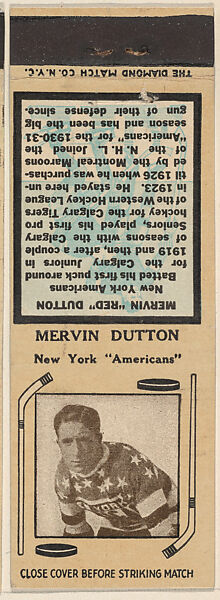 THE DIAMOND MATCH CO. N.Y.C.
MERVIN "RED" DUTTON
New York Americans
Batted his first puck around
for the Calgary Juniors in
1919 and then, after a couple
of seasons with the Calgary
Seniors, played his first pro
hockey for the Calgary Tigers
of the Western Hockey League
in 1923. He stayed here un-
til 1926 when he was purchas-
ed by the Montreal Maroons
of the N. H. L. Joined the
"Americans" for the 1930-31
season and has been the big
gun of their defense since.
MERVIN DUTTON
New York "Americans"
CLOSE COVER BEFORE STRIKING MATCH